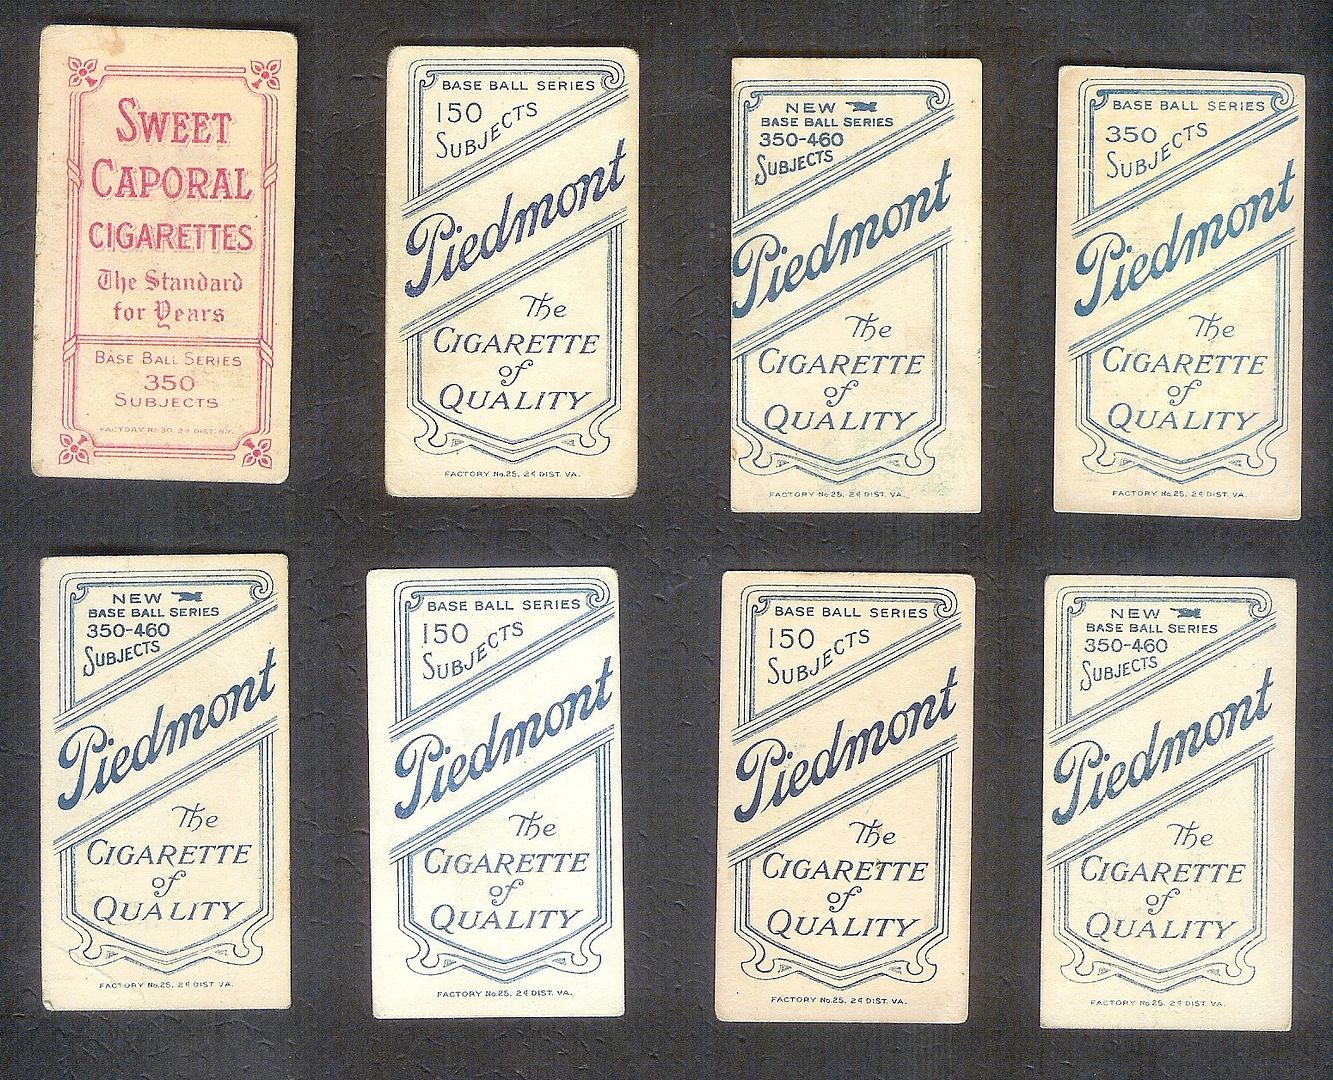 SWEET
CAPORAL
CIGARETTES
The Standard
for Years
BASE BALL SERIES
350
SUBJECTS
FACTORY No. 30, 2d DIST. N.Y.
BASE BALL SERIES
150
SUBJECTS
Piedmont
The
CIGARETTE
of
QUALITY
FACTORY No. 25, 2d DIST. VA.
NEW
BASE BALL SERIES
350-460
SUBJECTS
Piedmont
The
CIGARETTE
of
QUALITY
FACTORY No. 25, 2d DIST. VA.
BASE BALL SERIES
350
SUBJECTS
Piedmont
The
CIGARETTE
of
QUALITY
FACTORY No. 25, 2d DIST. VA.
NEW
BASE BALL SERIES
350-460
SUBJECTS
Piedmont
The
CIGARETTE
of
QUALITY
FACTORY No. 25, 2d DIST. VA.
BASE BALL SERIES
150
SUBJECTS
Piedmont
The
CIGARETTE
of
QUALITY
FACTORY No. 25, 2d DIST. VA.
BASE BALL SERIES
150
SUBJECTS
Piedmont
The
CIGARETTE
of
QUALITY
FACTORY No. 25, 2d DIST. VA.
NEW
BASE BALL SERIES
350-460
SUBJECTS
Piedmont
The
CIGARETTE
of
QUALITY
FACTORY No. 25, 2d DIST. VA.